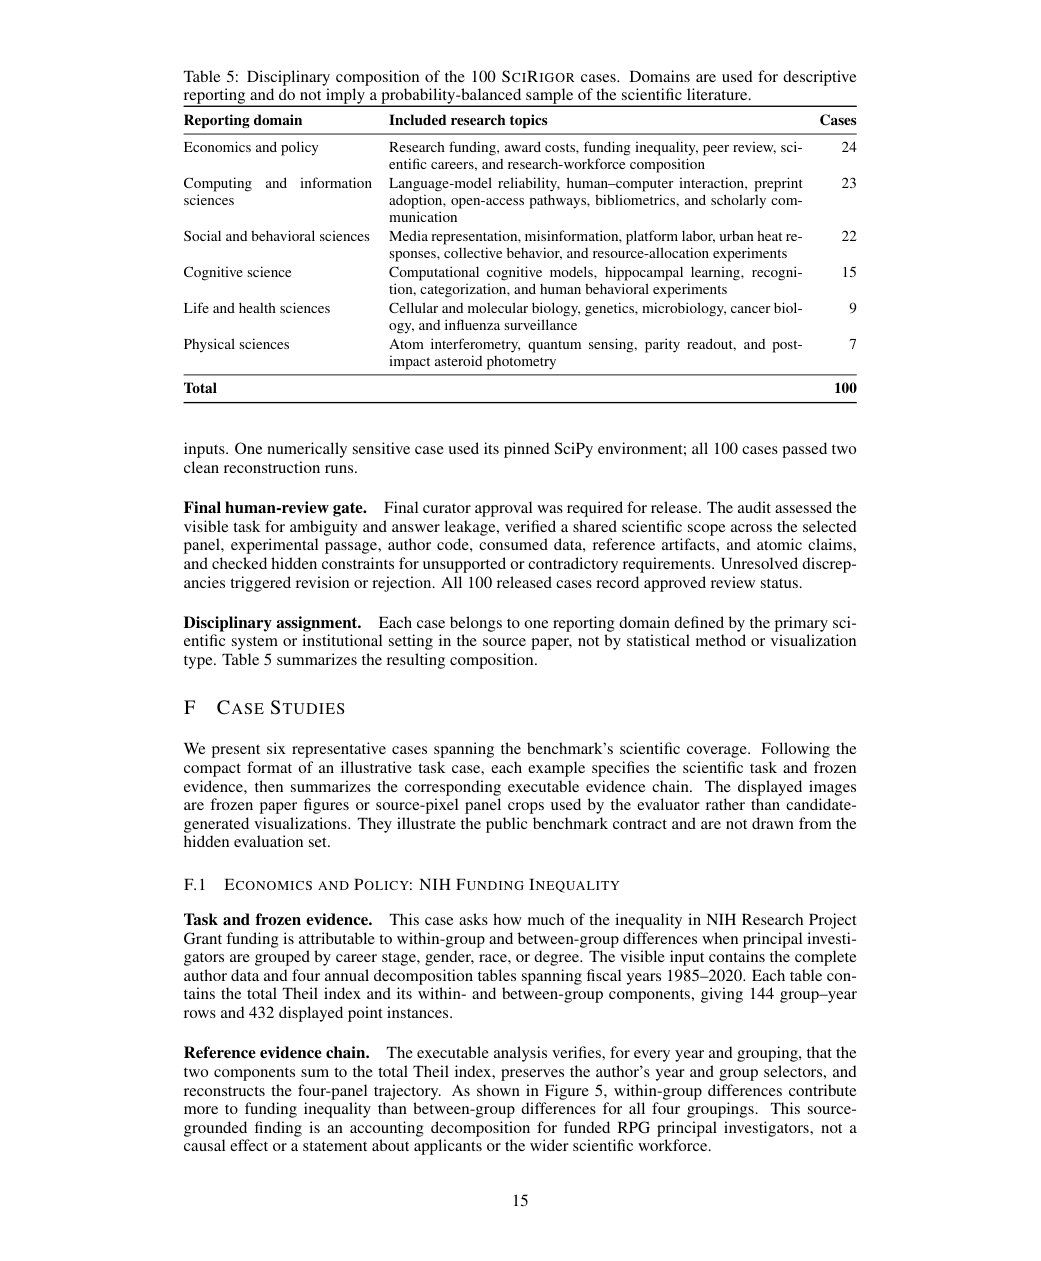 Table 5: Disciplinary composition of the 100 SCIRIGOR cases. Domains are used for descriptive
reporting and do not imply a probability-balanced sample of the scientific literature.
Reporting domain Included research topics Cases
Economics and policy Research funding, award costs, funding inequality, peer review, sci- 24
entific careers, and research-workforce composition
Computing and information Language-model reliability, human–computer interaction, preprint 23
sciences adoption, open-access pathways, bibliometrics, and scholarly com-
munication
Social and behavioral sciences Media representation, misinformation, platform labor, urban heat re- 22
sponses, collective behavior, and resource-allocation experiments
Cognitive science Computational cognitive models, hippocampal learning, recogni- 15
tion, categorization, and human behavioral experiments
Life and health sciences Cellular and molecular biology, genetics, microbiology, cancer biol- 9
ogy, and influenza surveillance
Physical sciences Atom interferometry, quantum sensing, parity readout, and post- 7
impact asteroid photometry
Total 100
inputs. One numerically sensitive case used its pinned SciPy environment; all 100 cases passed two
clean reconstruction runs.
Final human-review gate. Final curator approval was required for release. The audit assessed the
visible task for ambiguity and answer leakage, verified a shared scientific scope across the selected
panel, experimental passage, author code, consumed data, reference artifacts, and atomic claims,
and checked hidden constraints for unsupported or contradictory requirements. Unresolved discrep-
ancies triggered revision or rejection. All 100 released cases record approved review status.
Disciplinary assignment. Each case belongs to one reporting domain defined by the primary sci-
entific system or institutional setting in the source paper, not by statistical method or visualization
type. Table 5 summarizes the resulting composition.
F CASE STUDIES
We present six representative cases spanning the benchmark's scientific coverage. Following the
compact format of an illustrative task case, each example specifies the scientific task and frozen
evidence, then summarizes the corresponding executable evidence chain. The displayed images
are frozen paper figures or source-pixel panel crops used by the evaluator rather than candidate-
generated visualizations. They illustrate the public benchmark contract and are not drawn from the
hidden evaluation set.
F.1 ECONOMICS AND POLICY: NIH FUNDING INEQUALITY
Task and frozen evidence. This case asks how much of the inequality in NIH Research Project
Grant funding is attributable to within-group and between-group differences when principal investi-
gators are grouped by career stage, gender, race, or degree. The visible input contains the complete
author data and four annual decomposition tables spanning fiscal years 1985–2020. Each table con-
tains the total Theil index and its within- and between-group components, giving 144 group–year
rows and 432 displayed point instances.
Reference evidence chain. The executable analysis verifies, for every year and grouping, that the
two components sum to the total Theil index, preserves the author's year and group selectors, and
reconstructs the four-panel trajectory. As shown in Figure 5, within-group differences contribute
more to funding inequality than between-group differences for all four groupings. This source-
grounded finding is an accounting decomposition for funded RPG principal investigators, not a
causal effect or a statement about applicants or the wider scientific workforce.
15